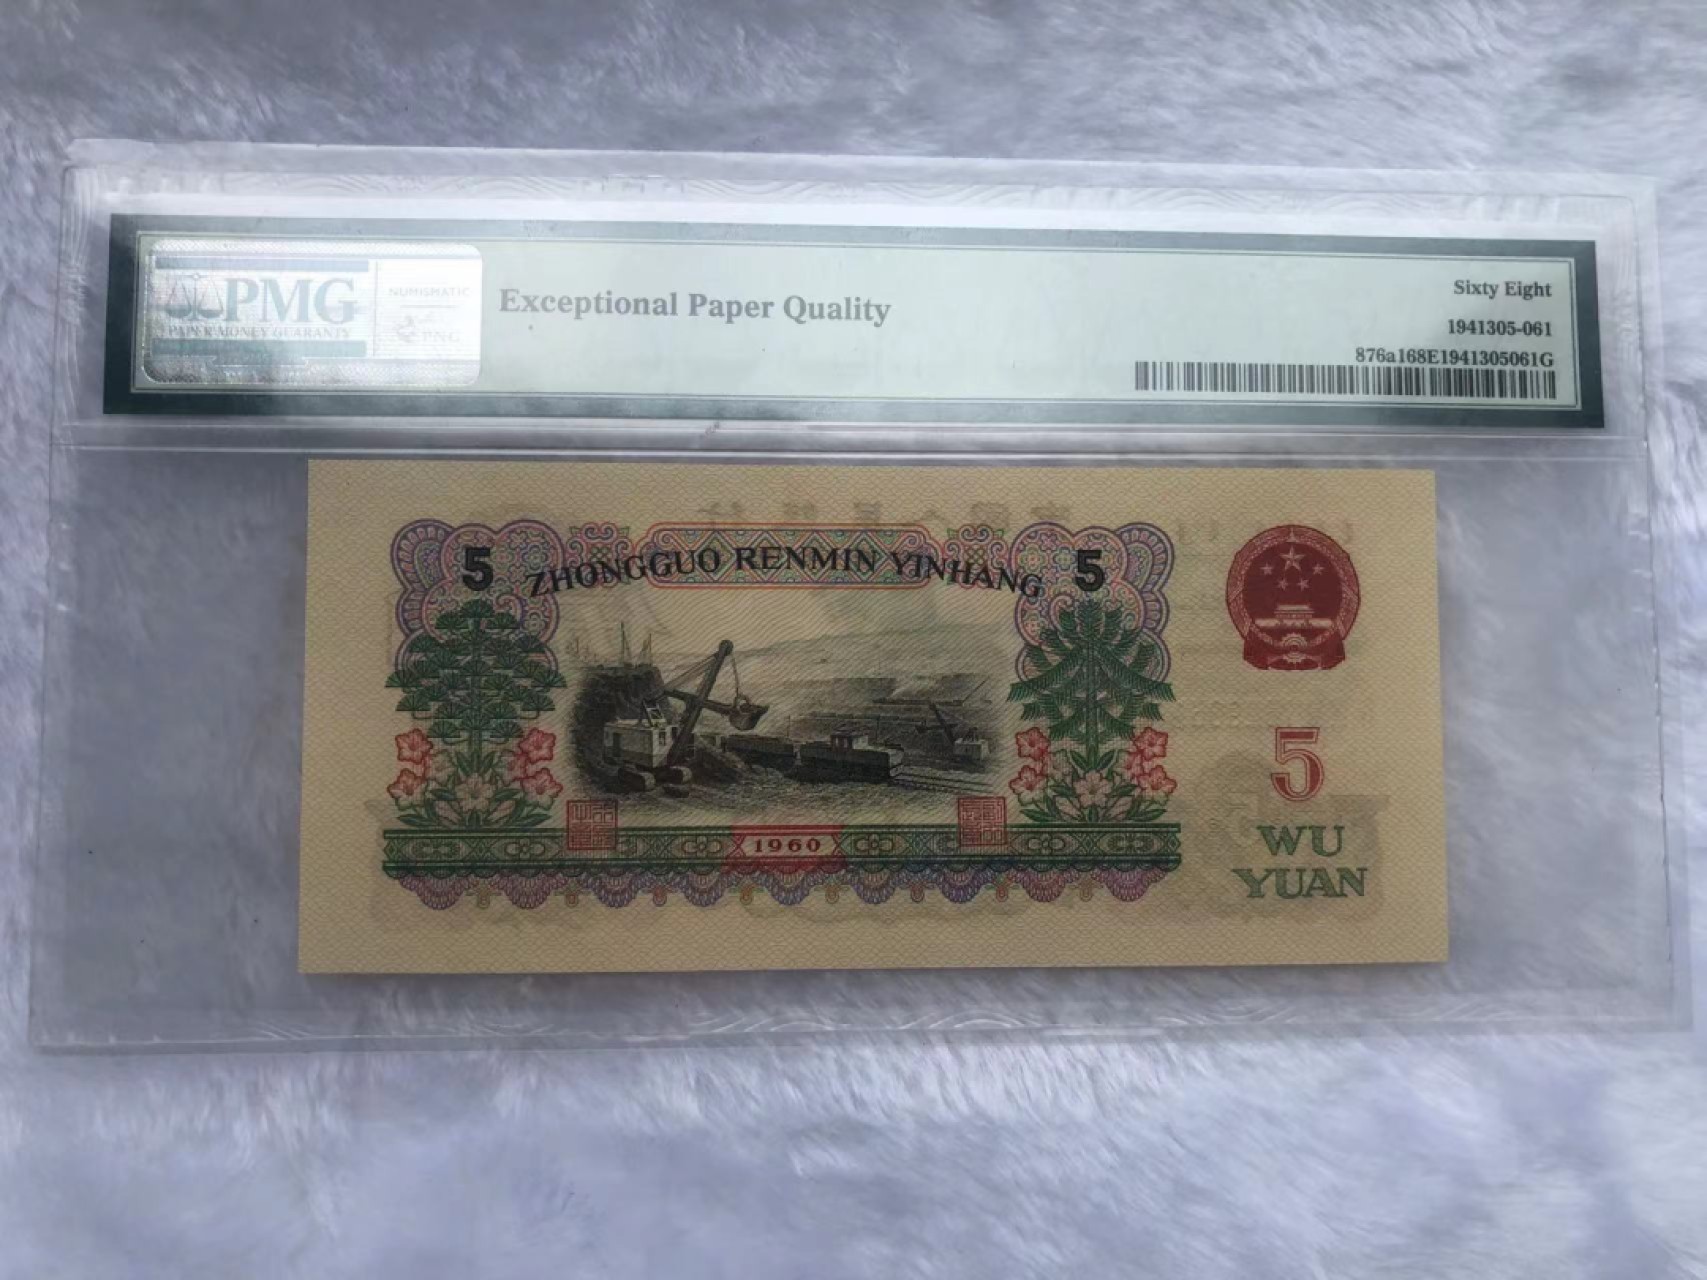 PMG
PAPER MONEY GUARANTY
NUMISMATIC
PNG
Exceptional Paper Quality
Sixty Eight
1941305-061
876a168E1941305061G
5 ZHONGGUO RENMIN YINHANG 5
1960
5
WU
YUAN